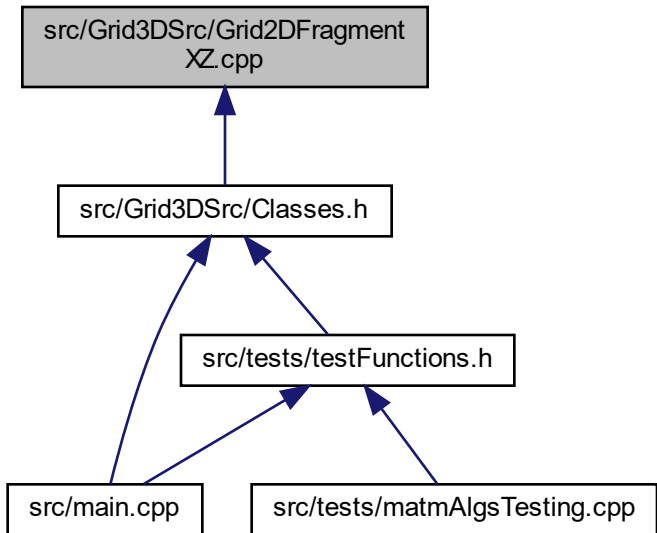 src/Grid3DSrc/Grid2DFragment
XZ.cpp
src/Grid3DSrc/Classes.h
src/tests/testFunctions.h
src/main.cpp
src/tests/matmAlgsTesting.cpp